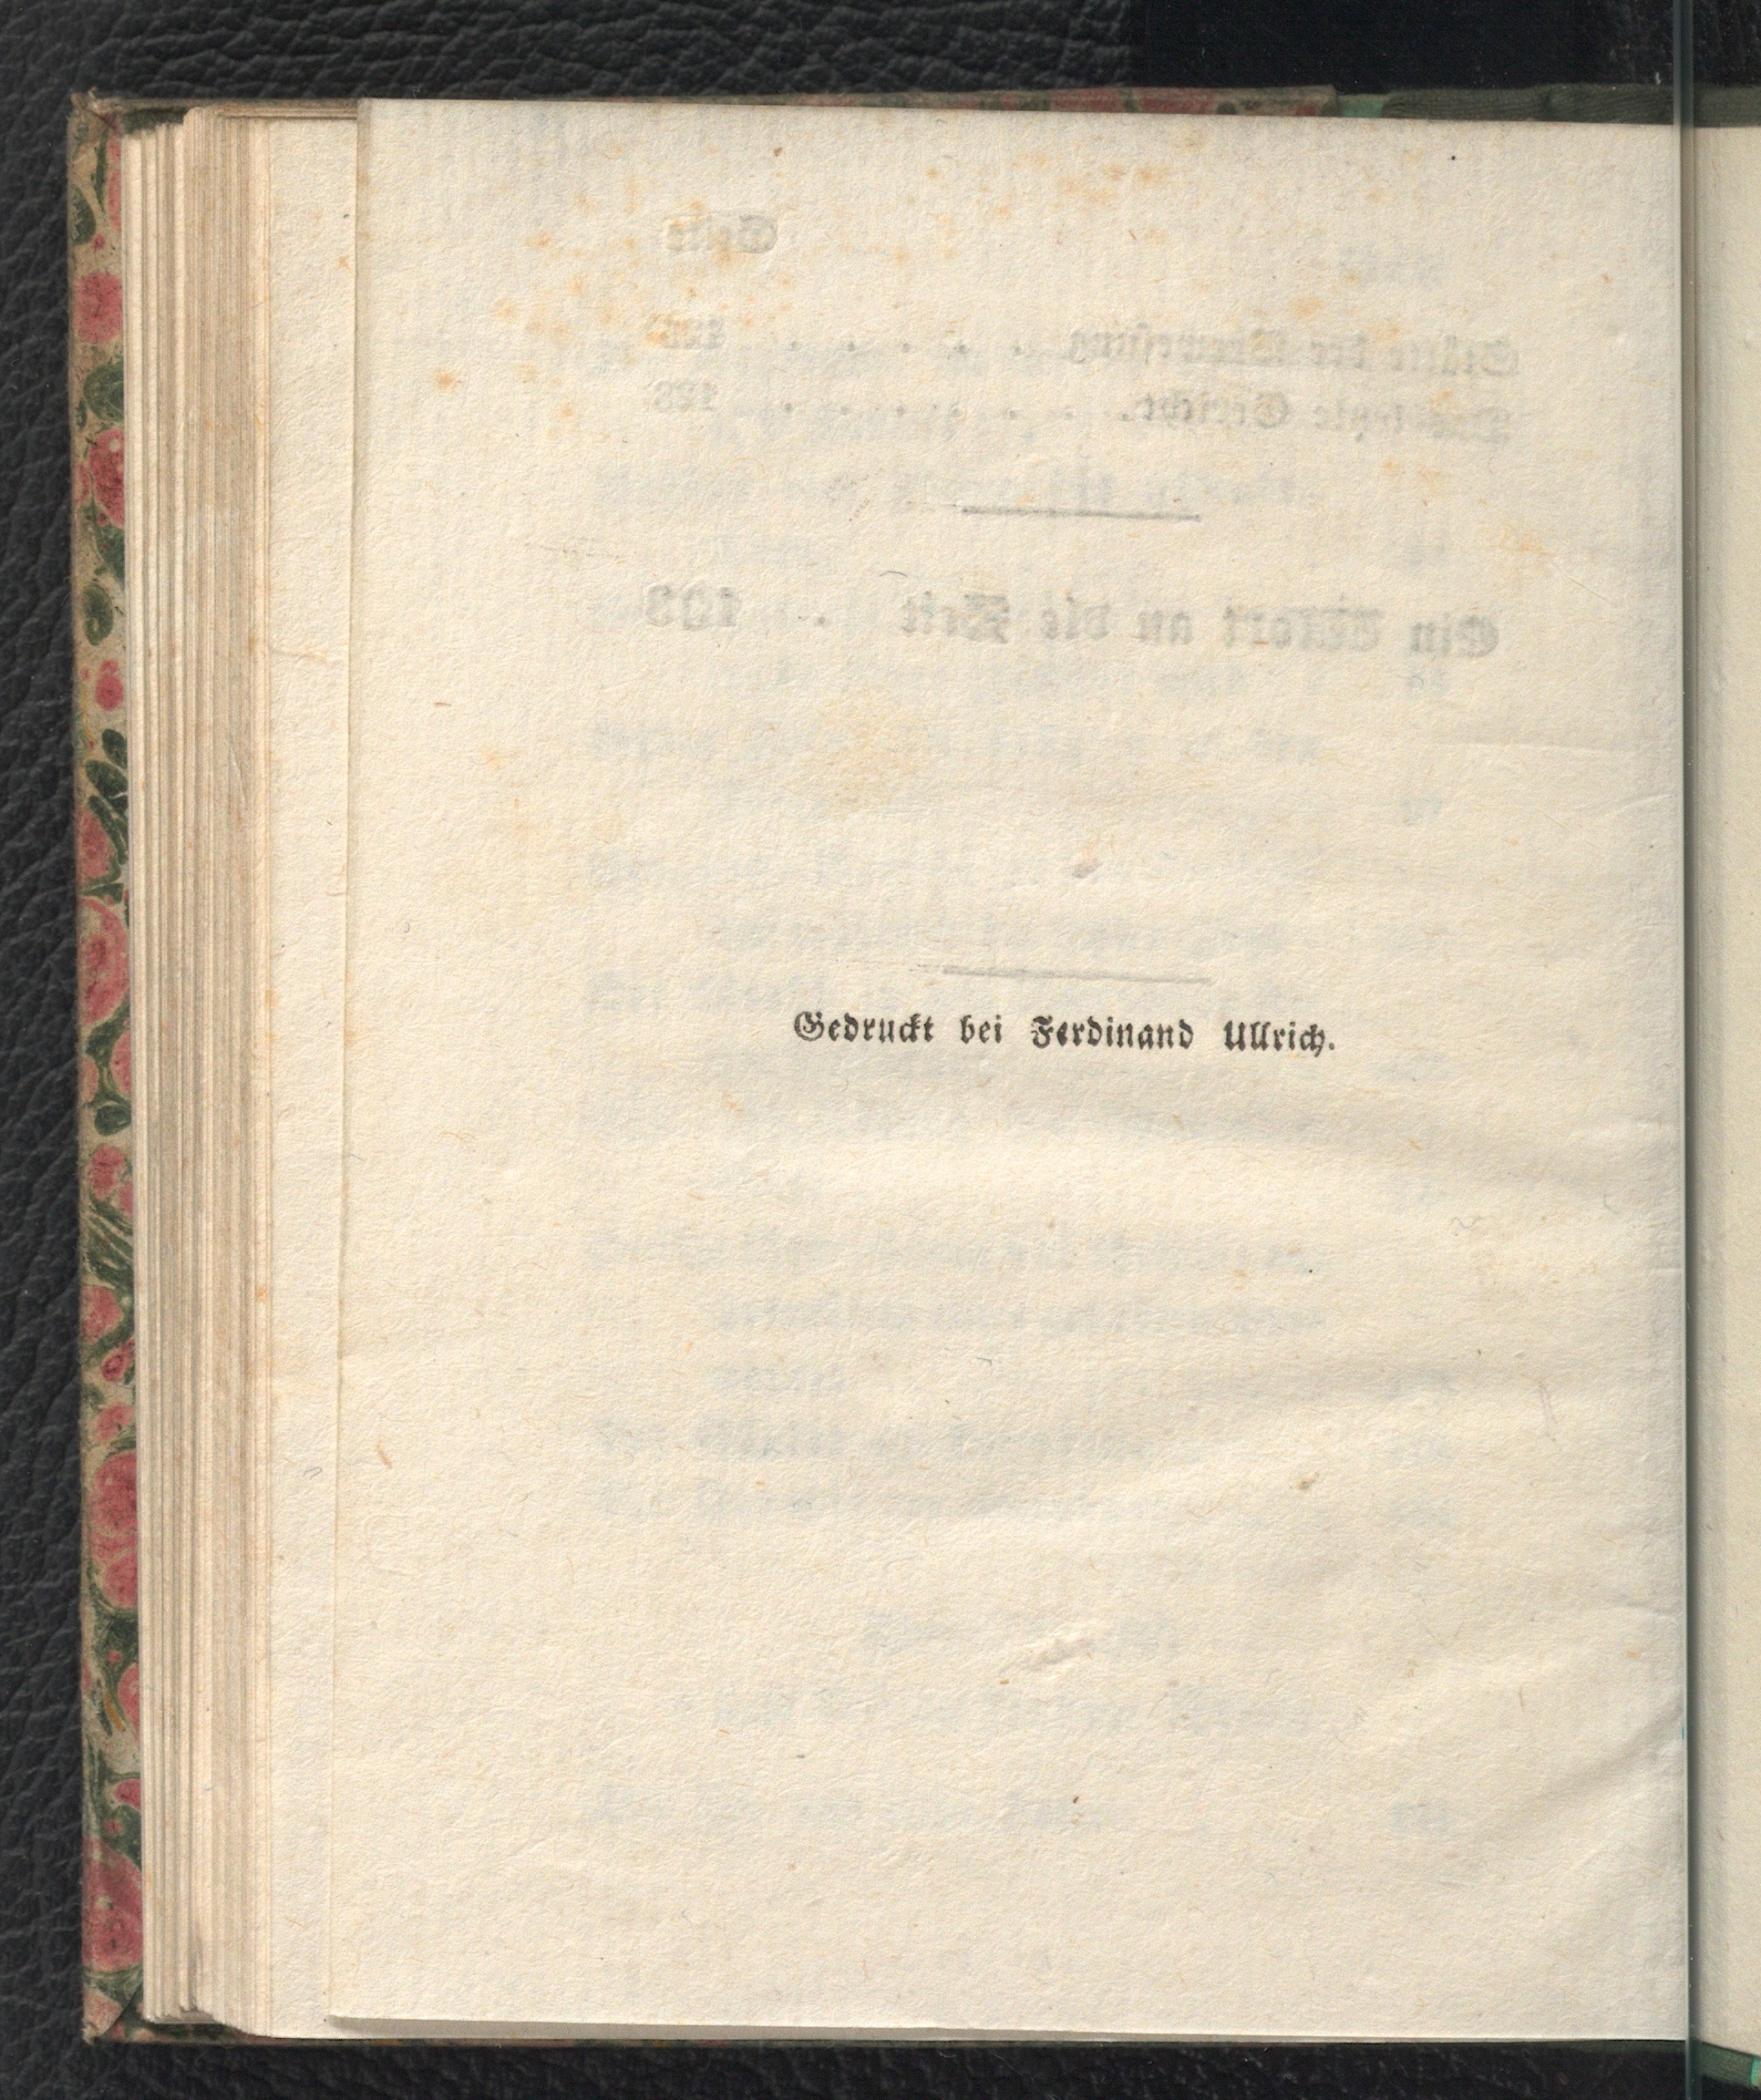 Gedruckt bei Ferdinand Ullrich.